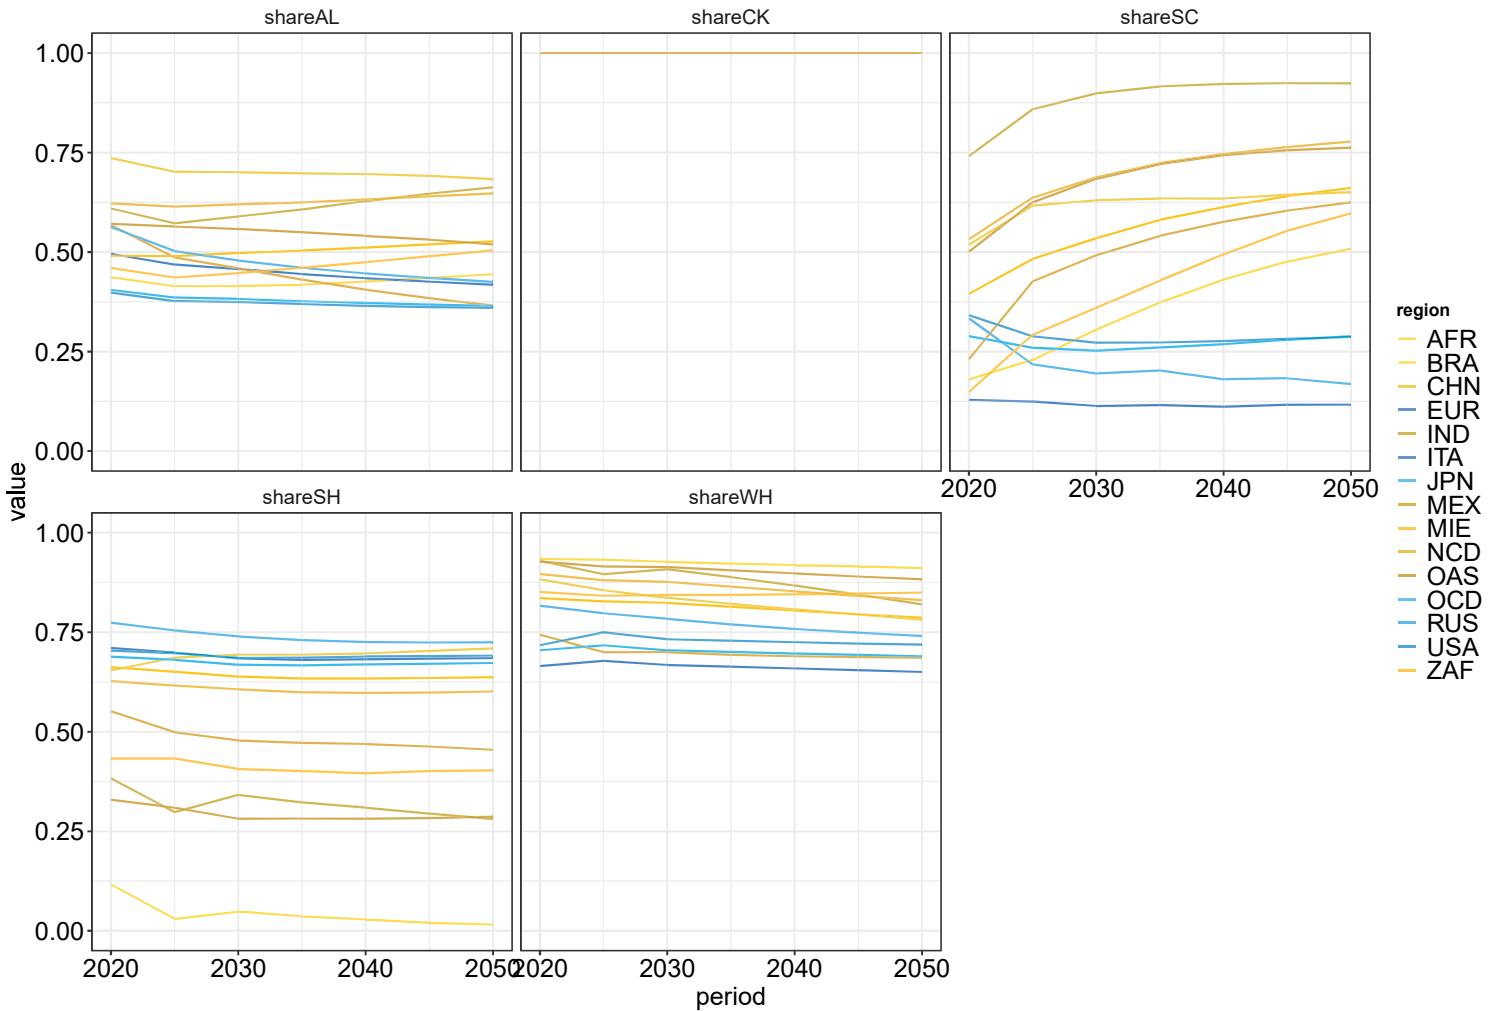 shareAL shareCK shareSC
1.00
0.75
0.50
0.25
0.00
2020 2030 2040 2050
shareSH shareWH
1.00
0.75
0.50
0.25
0.00
2020 2030 2040 2050 2020 2030 2040 2050
period
value
region
AFR
BRA
CHN
EUR
IND
ITA
JPN
MEX
MIE
NCD
OAS
OCD
RUS
USA
ZAF